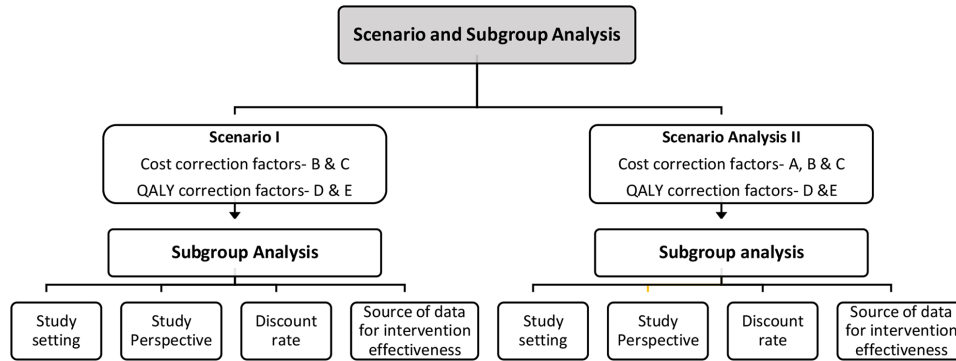 Scenario and Subgroup Analysis
Scenario I
Cost correction factors- B & C
QALY correction factors- D & E
Scenario Analysis II
Cost correction factors- A, B & C
QALY correction factors- D &E
Subgroup Analysis
Subgroup analysis
Study
setting
Study
Perspective
Discount
rate
Source of data
for intervention
effectiveness
Study
setting
Study
Perspective
Discount
rate
Source of data
for intervention
effectiveness